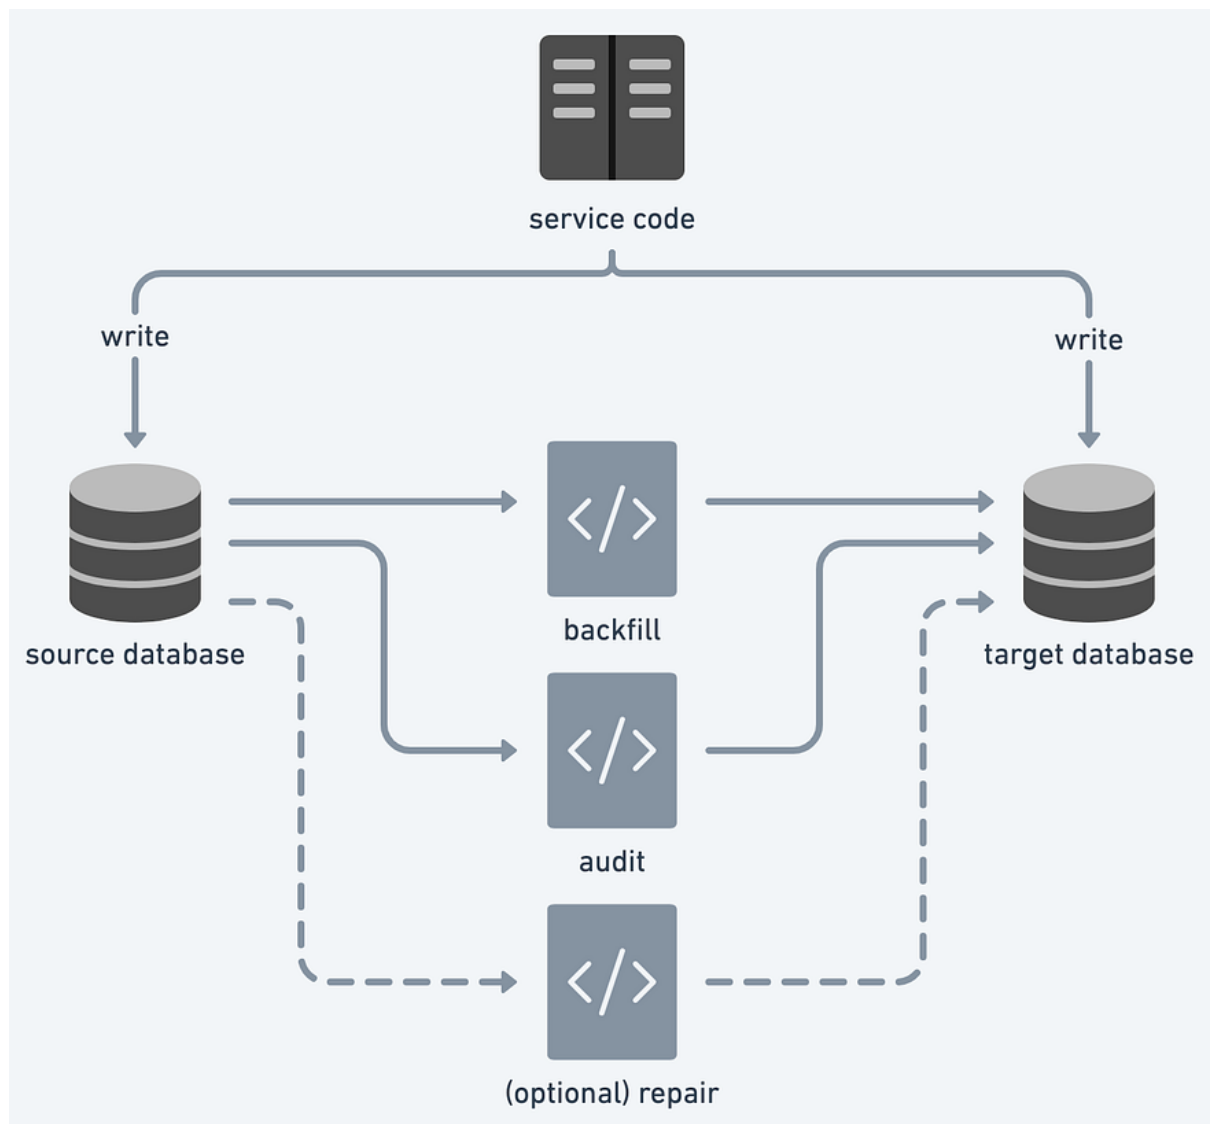 service code
write
write
backfill
source database
target database
audit
(optional) repair